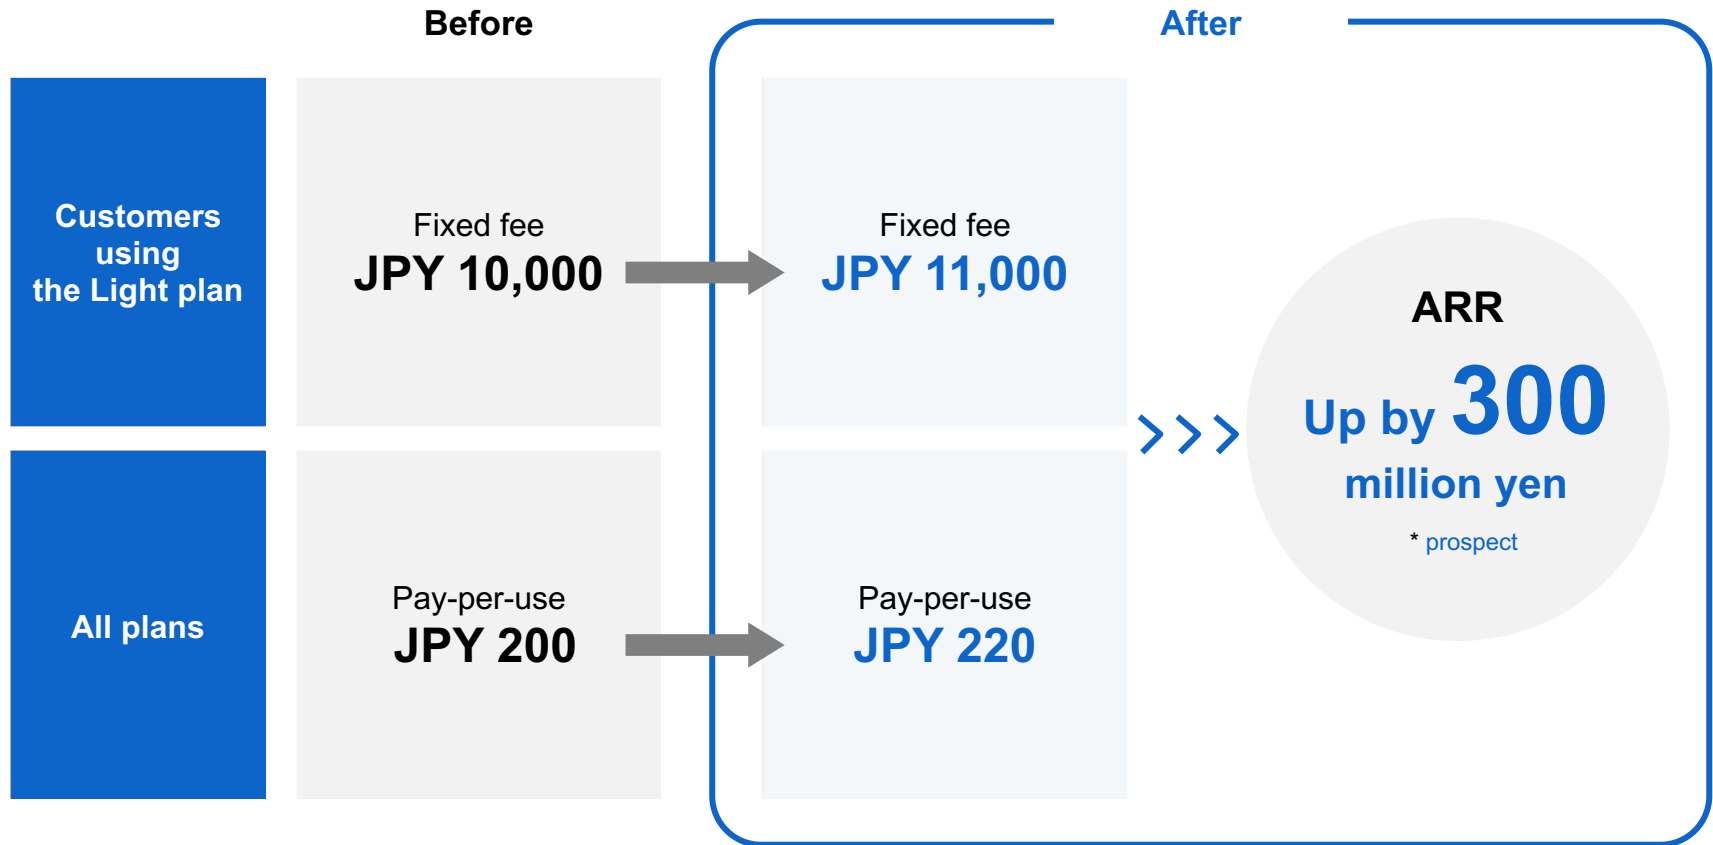 Before
After
Customers
using
the Light plan
Fixed fee
JPY 10,000
Fixed fee
JPY 11,000
All plans
Pay-per-use
JPY 200
Pay-per-use
JPY 220
ARR
Up by 300
million yen
* prospect